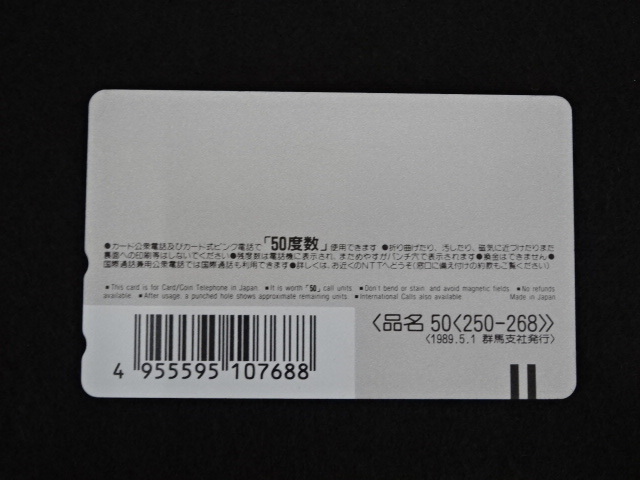 ●カード公衆電話及びカード式ピンク電話で「50度数」使用できます ●折り曲げたり、汚したり、磁気に近づけたりまた
裏面への印刷等はしないでください ●残度数は電話機に表示され、まためやすがパンチ穴で表示されます ●換金はできません ●
国際通話兼用公衆電話では国際通話も利用できます ●詳しくは、お近くのNTTへどうぞ(窓口に備え付けの約款もご覧ください)
■This card is for Card/Coin Telephone in Japan. ■It is worth「50」call units ■Don't bend or stain, and avoid magnetic fields. ■No refunds
available. ■After usage, a punched hole shows approximate remaining units. ■International Calls also available. Made in Japan
〈品名 50〈250-268〉〉
〈1989.5.1 群馬支社発行〉
4 955595 107688